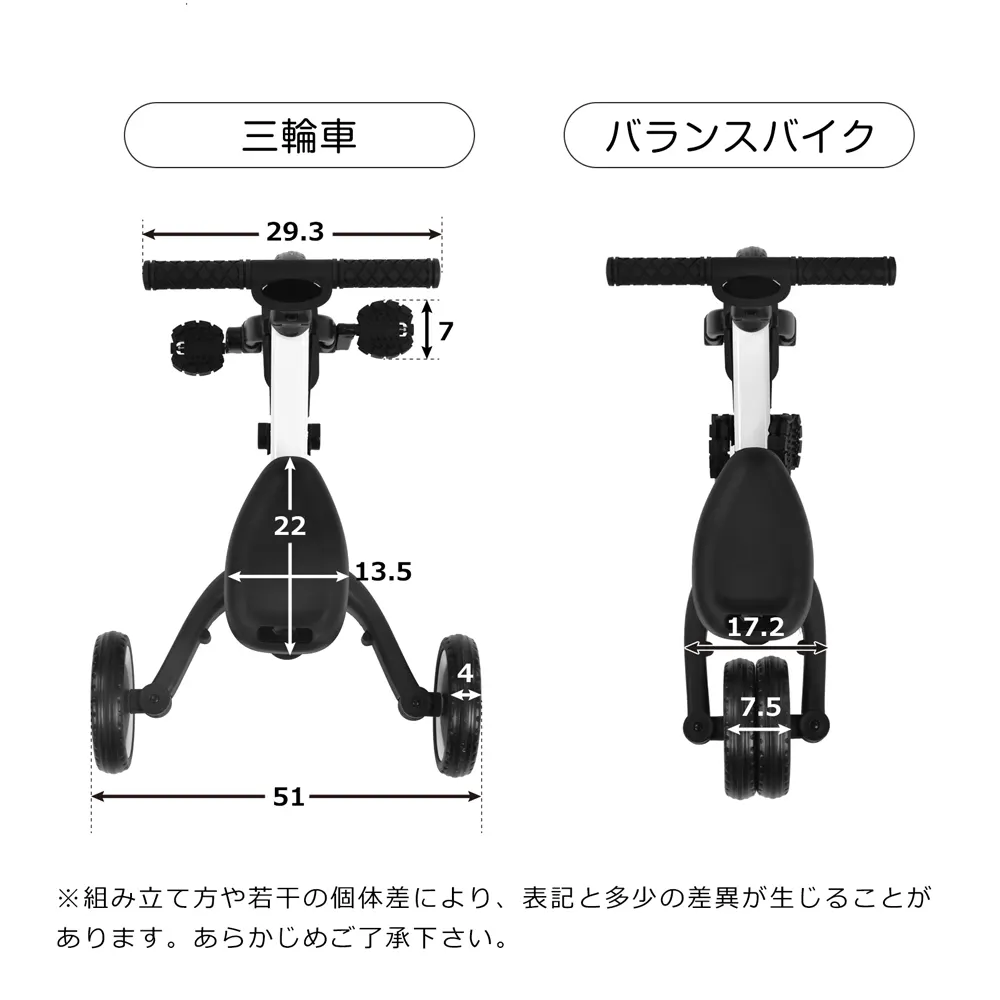 三輪車
バランスバイク
29.3
7
22
13.5
17.2
4
7.5
51
※組み立て方や若干の個体差により、表記と多少の差異が生じることが
あります。あらかじめご了承下さい。